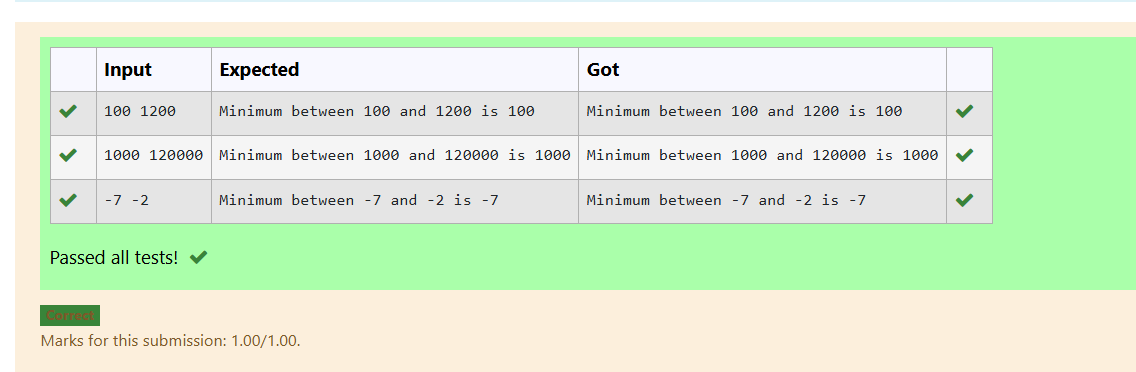 Input Expected Got
100 1200 Minimum between 100 and 1200 is 100 Minimum between 100 and 1200 is 100
1000 120000 Minimum between 1000 and 120000 is 1000 Minimum between 1000 and 120000 is 1000
-7 -2 Minimum between -7 and -2 is -7 Minimum between -7 and -2 is -7
Passed all tests!
Correct
Marks for this submission: 1.00/1.00.